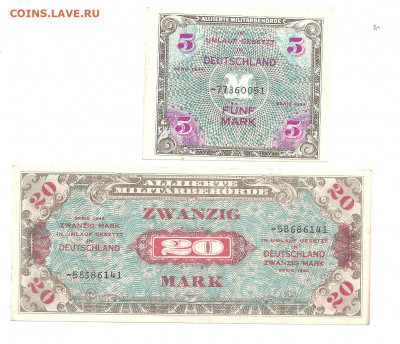 COINS.ЛАVE.RU
ALLIIERTE MILITÄRBEHÖRDE
5 IN 5
UMLAUF GESETZT
IN
DEUTSCHLAND
SERIE 1944
M
-77360051
SERIE 1944
FÜNF
5 MARK 5
20 ALLIIERTE 20
MILITÄRBEHÖRDE
SERIE 1944
ZWANZIG MARK
IN UMLAUF GESETZT
IN
DEUTSCHLAND
-58686141
ZWANZIG
20
MARK
-58686141
IN UMLAUF GESETZT
IN
DEUTSCHLAND
ZWANZIG MARK
SERIE 1944
20 20